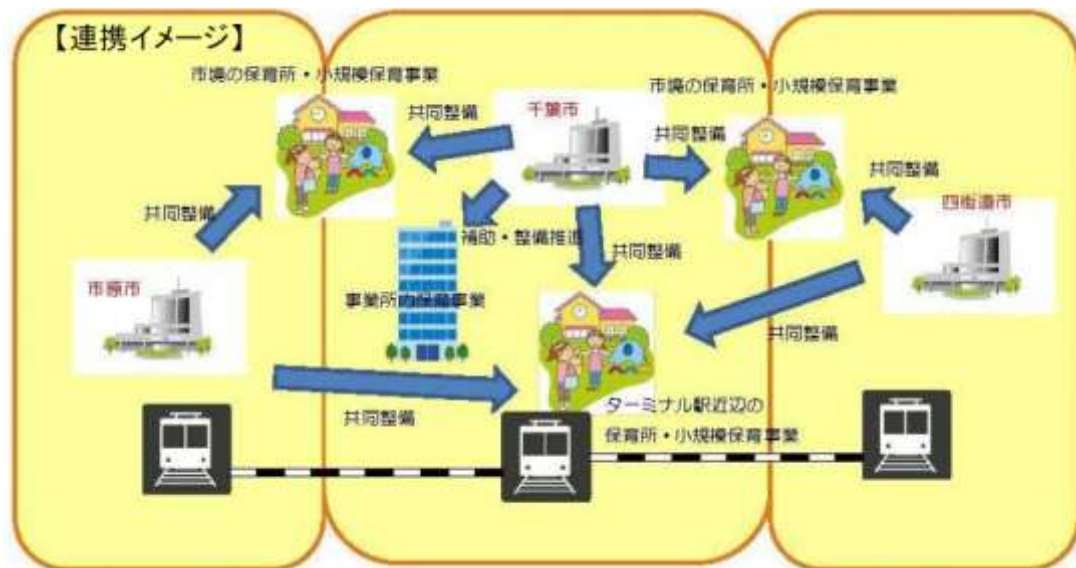 【連携イメージ】
市境の保育所・小規模保育事業
市境の保育所・小規模保育事業
共同整備
千葉市
共同整備
共同整備
四街道市
共同整備
補助・整備推進
共同整備
市原市
事業所内保育事業
共同整備
共同整備
ターミナル駅近辺の
保育所・小規模保育事業